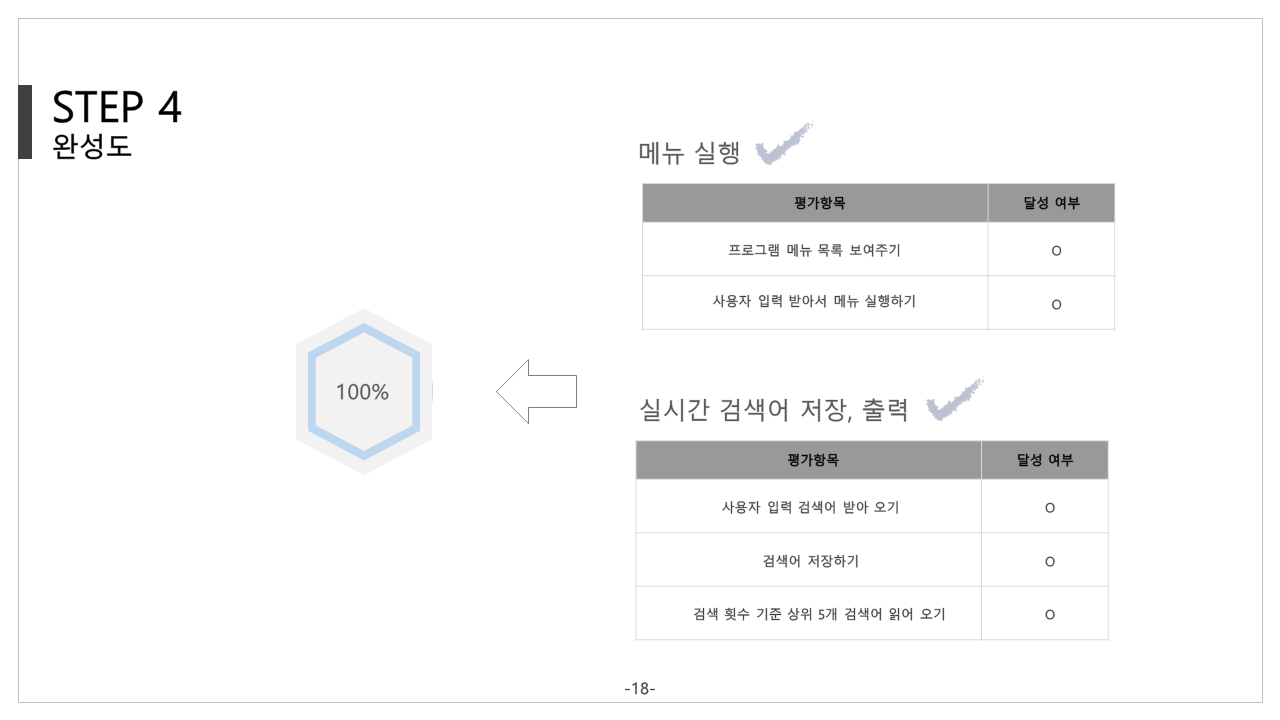 STEP 4
완성도
메뉴 실행
평가항목 달성 여부
프로그램 메뉴 목록 보여주기 O
사용자 입력 받아서 메뉴 실행하기 O
100%
실시간 검색어 저장, 출력
평가항목 달성 여부
사용자 입력 검색어 받아 오기 O
검색어 저장하기 O
검색 횟수 기준 상위 5개 검색어 읽어 오기 O
-18-